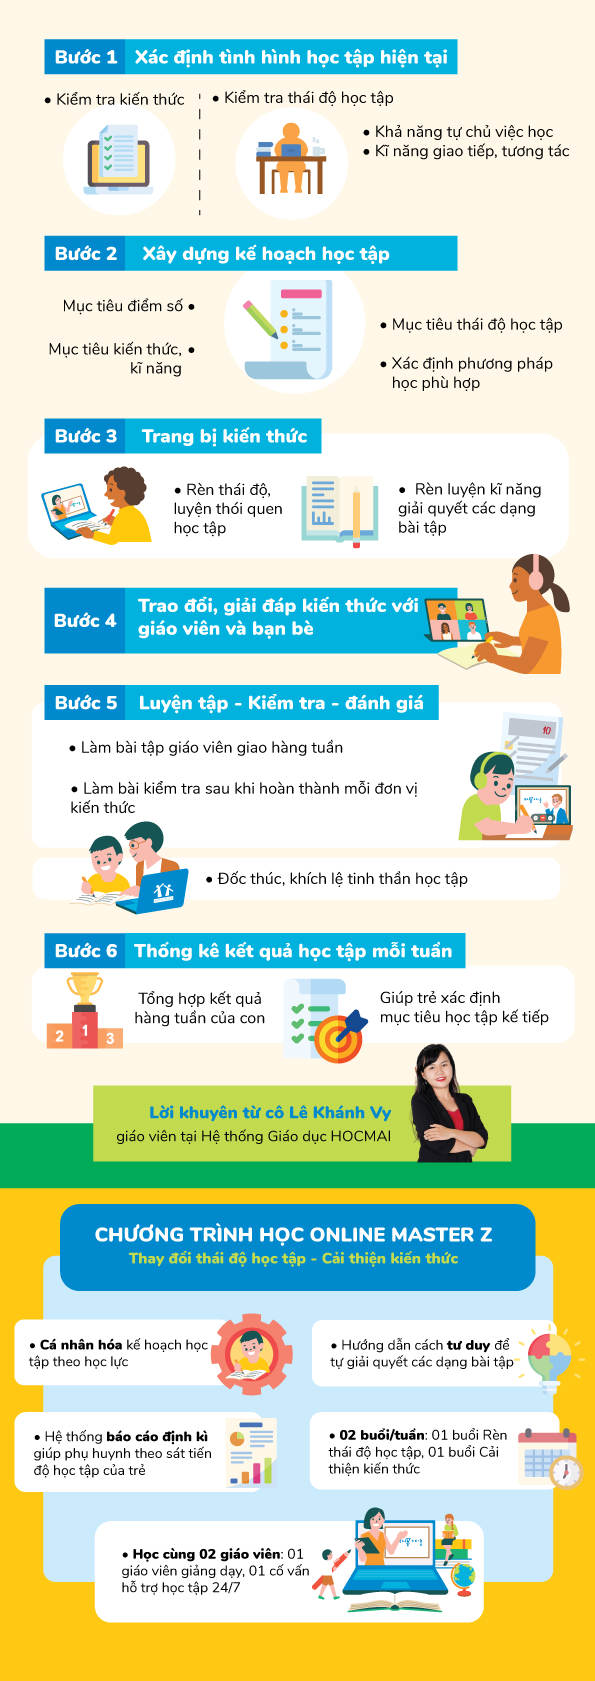 Bước 1 Xác định tình hình học tập hiện tại
• Kiểm tra kiến thức
• Kiểm tra thái độ học tập
• Khả năng tự chủ việc học
• Kĩ năng giao tiếp, tương tác
Bước 2 Xây dựng kế hoạch học tập
Mục tiêu điểm số •
Mục tiêu kiến thức, •
kĩ năng
• Mục tiêu thái độ học tập
• Xác định phương pháp
học phù hợp
Bước 3 Trang bị kiến thức
• Rèn thái độ,
luyện thói quen
học tập
• Rèn luyện kĩ năng
giải quyết các dạng
bài tập
Bước 4 Trao đổi, giải đáp kiến thức với
giáo viên và bạn bè
Bước 5 Luyện tập - Kiểm tra - đánh giá
10
• Làm bài tập giáo viên giao hàng tuần
• Làm bài kiểm tra sau khi hoàn thành mỗi đơn vị
kiến thức
• Đốc thúc, khích lệ tinh thần học tập
Bước 6 Thống kê kết quả học tập mỗi tuần
2 1 3
Tổng hợp kết quả
hàng tuần của con
Giúp trẻ xác định
mục tiêu học tập kế tiếp
Lời khuyên từ cô Lê Khánh Vy
giáo viên tại Hệ thống Giáo dục HOCMAI
CHƯƠNG TRÌNH HỌC ONLINE MASTER Z
Thay đổi thái độ học tập - Cải thiện kiến thức
• Cá nhân hóa kế hoạch học
tập theo học lực
• Hướng dẫn cách tư duy để
tự giải quyết các dạng bài tập
• Hệ thống báo cáo định kì
giúp phụ huynh theo sát tiến
độ học tập của trẻ
• 02 buổi/tuần: 01 buổi Rèn
thái độ học tập, 01 buổi Cải
thiện kiến thức
• Học cùng 02 giáo viên: 01
giáo viên giảng dạy, 01 cố vấn
hỗ trợ học tập 24/7